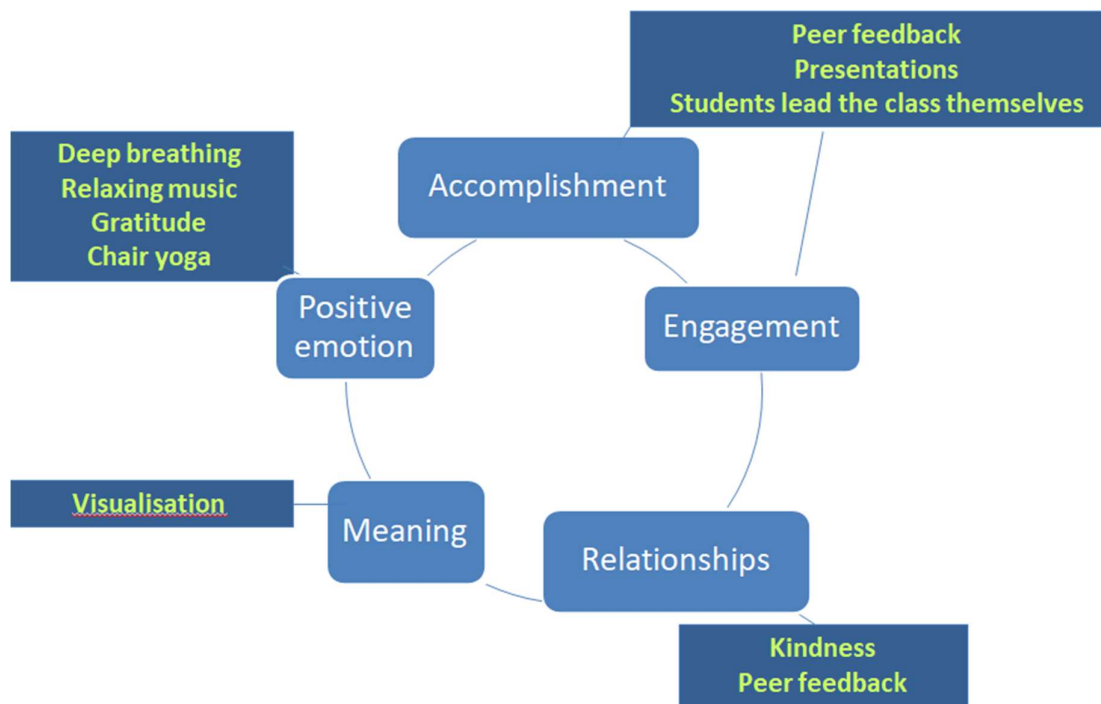 Peer feedback
Presentations
Students lead the class themselves
Deep breathing
Relaxing music
Gratitude
Chair yoga
Accomplishment
Positive
emotion
Engagement
Visualisation
Meaning
Relationships
Kindness
Peer feedback